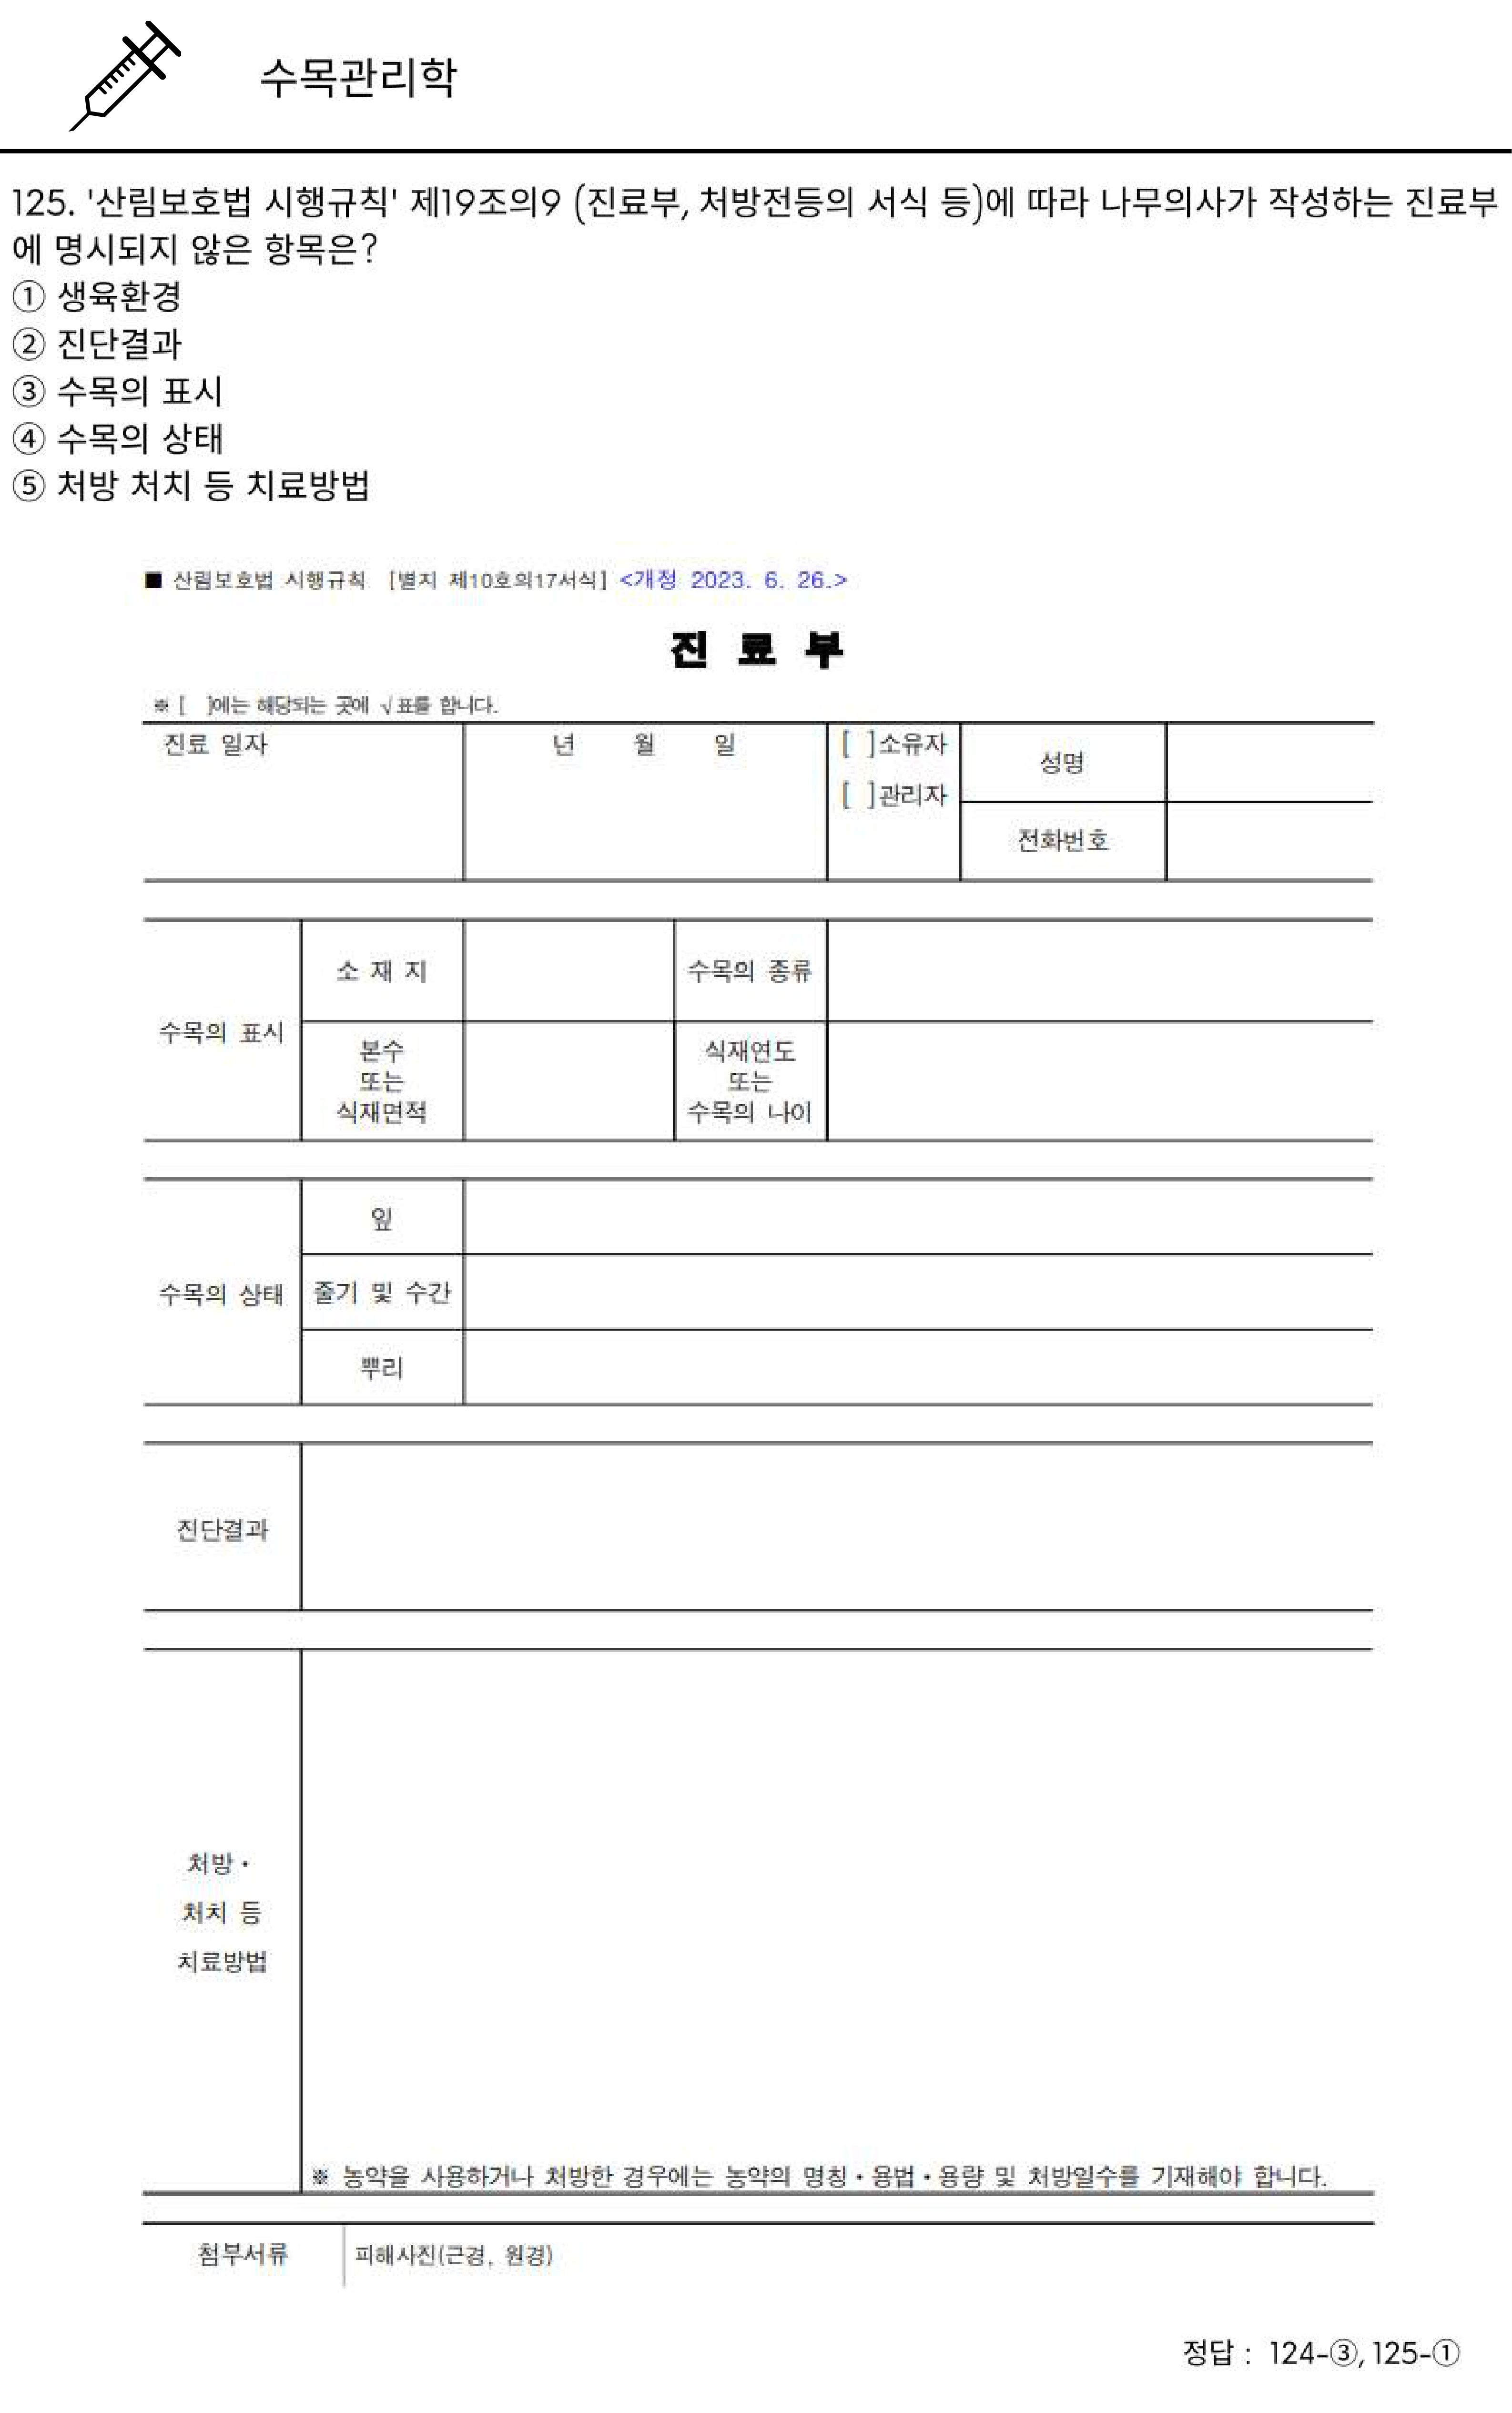 수목관리학
125. '산림보호법 시행규칙' 제19조의9 (진료부, 처방전등의 서식 등)에 따라 나무의사가 작성하는 진료부
에 명시되지 않은 항목은?
① 생육환경
② 진단결과
③ 수목의 표시
④ 수목의 상태
⑤ 처방 처치 등 치료방법
■ 산림보호법 시행규칙 [별지 제10호의17서식] <개정 2023. 6. 26.>
진 료 부
※ [ ]에는 해당되는 곳에 √표를 합니다.
진료 일자 년 월 일 [ ]소유자 성명
[ ]관리자
전화번호
소 재 지 수목의 종류
수목의 표시
본수 식재연도
또는 또는
식재면적 수목의 나이
잎
수목의 상태 줄기 및 수간
뿌리
진단결과
처방·
처치 등
치료방법
※ 농약을 사용하거나 처방한 경우에는 농약의 명칭·용법·용량 및 처방일수를 기재해야 합니다.
첨부서류 피해사진(근경, 원경)
정답 : 124-③, 125-①